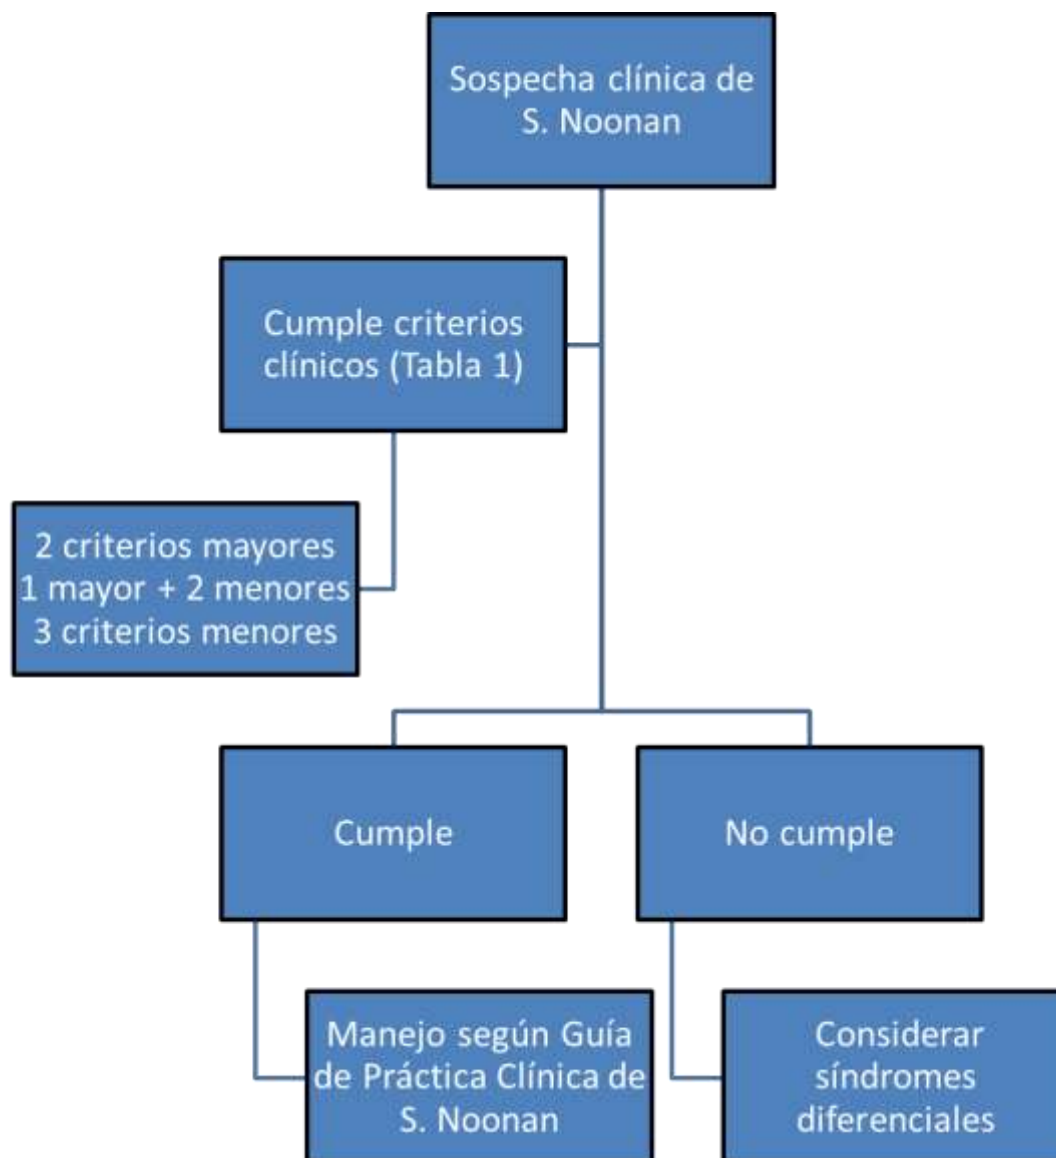 Sospecha clínica de
S. Noonan
Cumple criterios
clínicos (Tabla 1)
2 criterios mayores
1 mayor + 2 menores
3 criterios menores
Cumple
No cumple
Manejo según Guía
de Práctica Clínica de
S. Noonan
Considerar
síndromes
diferenciales